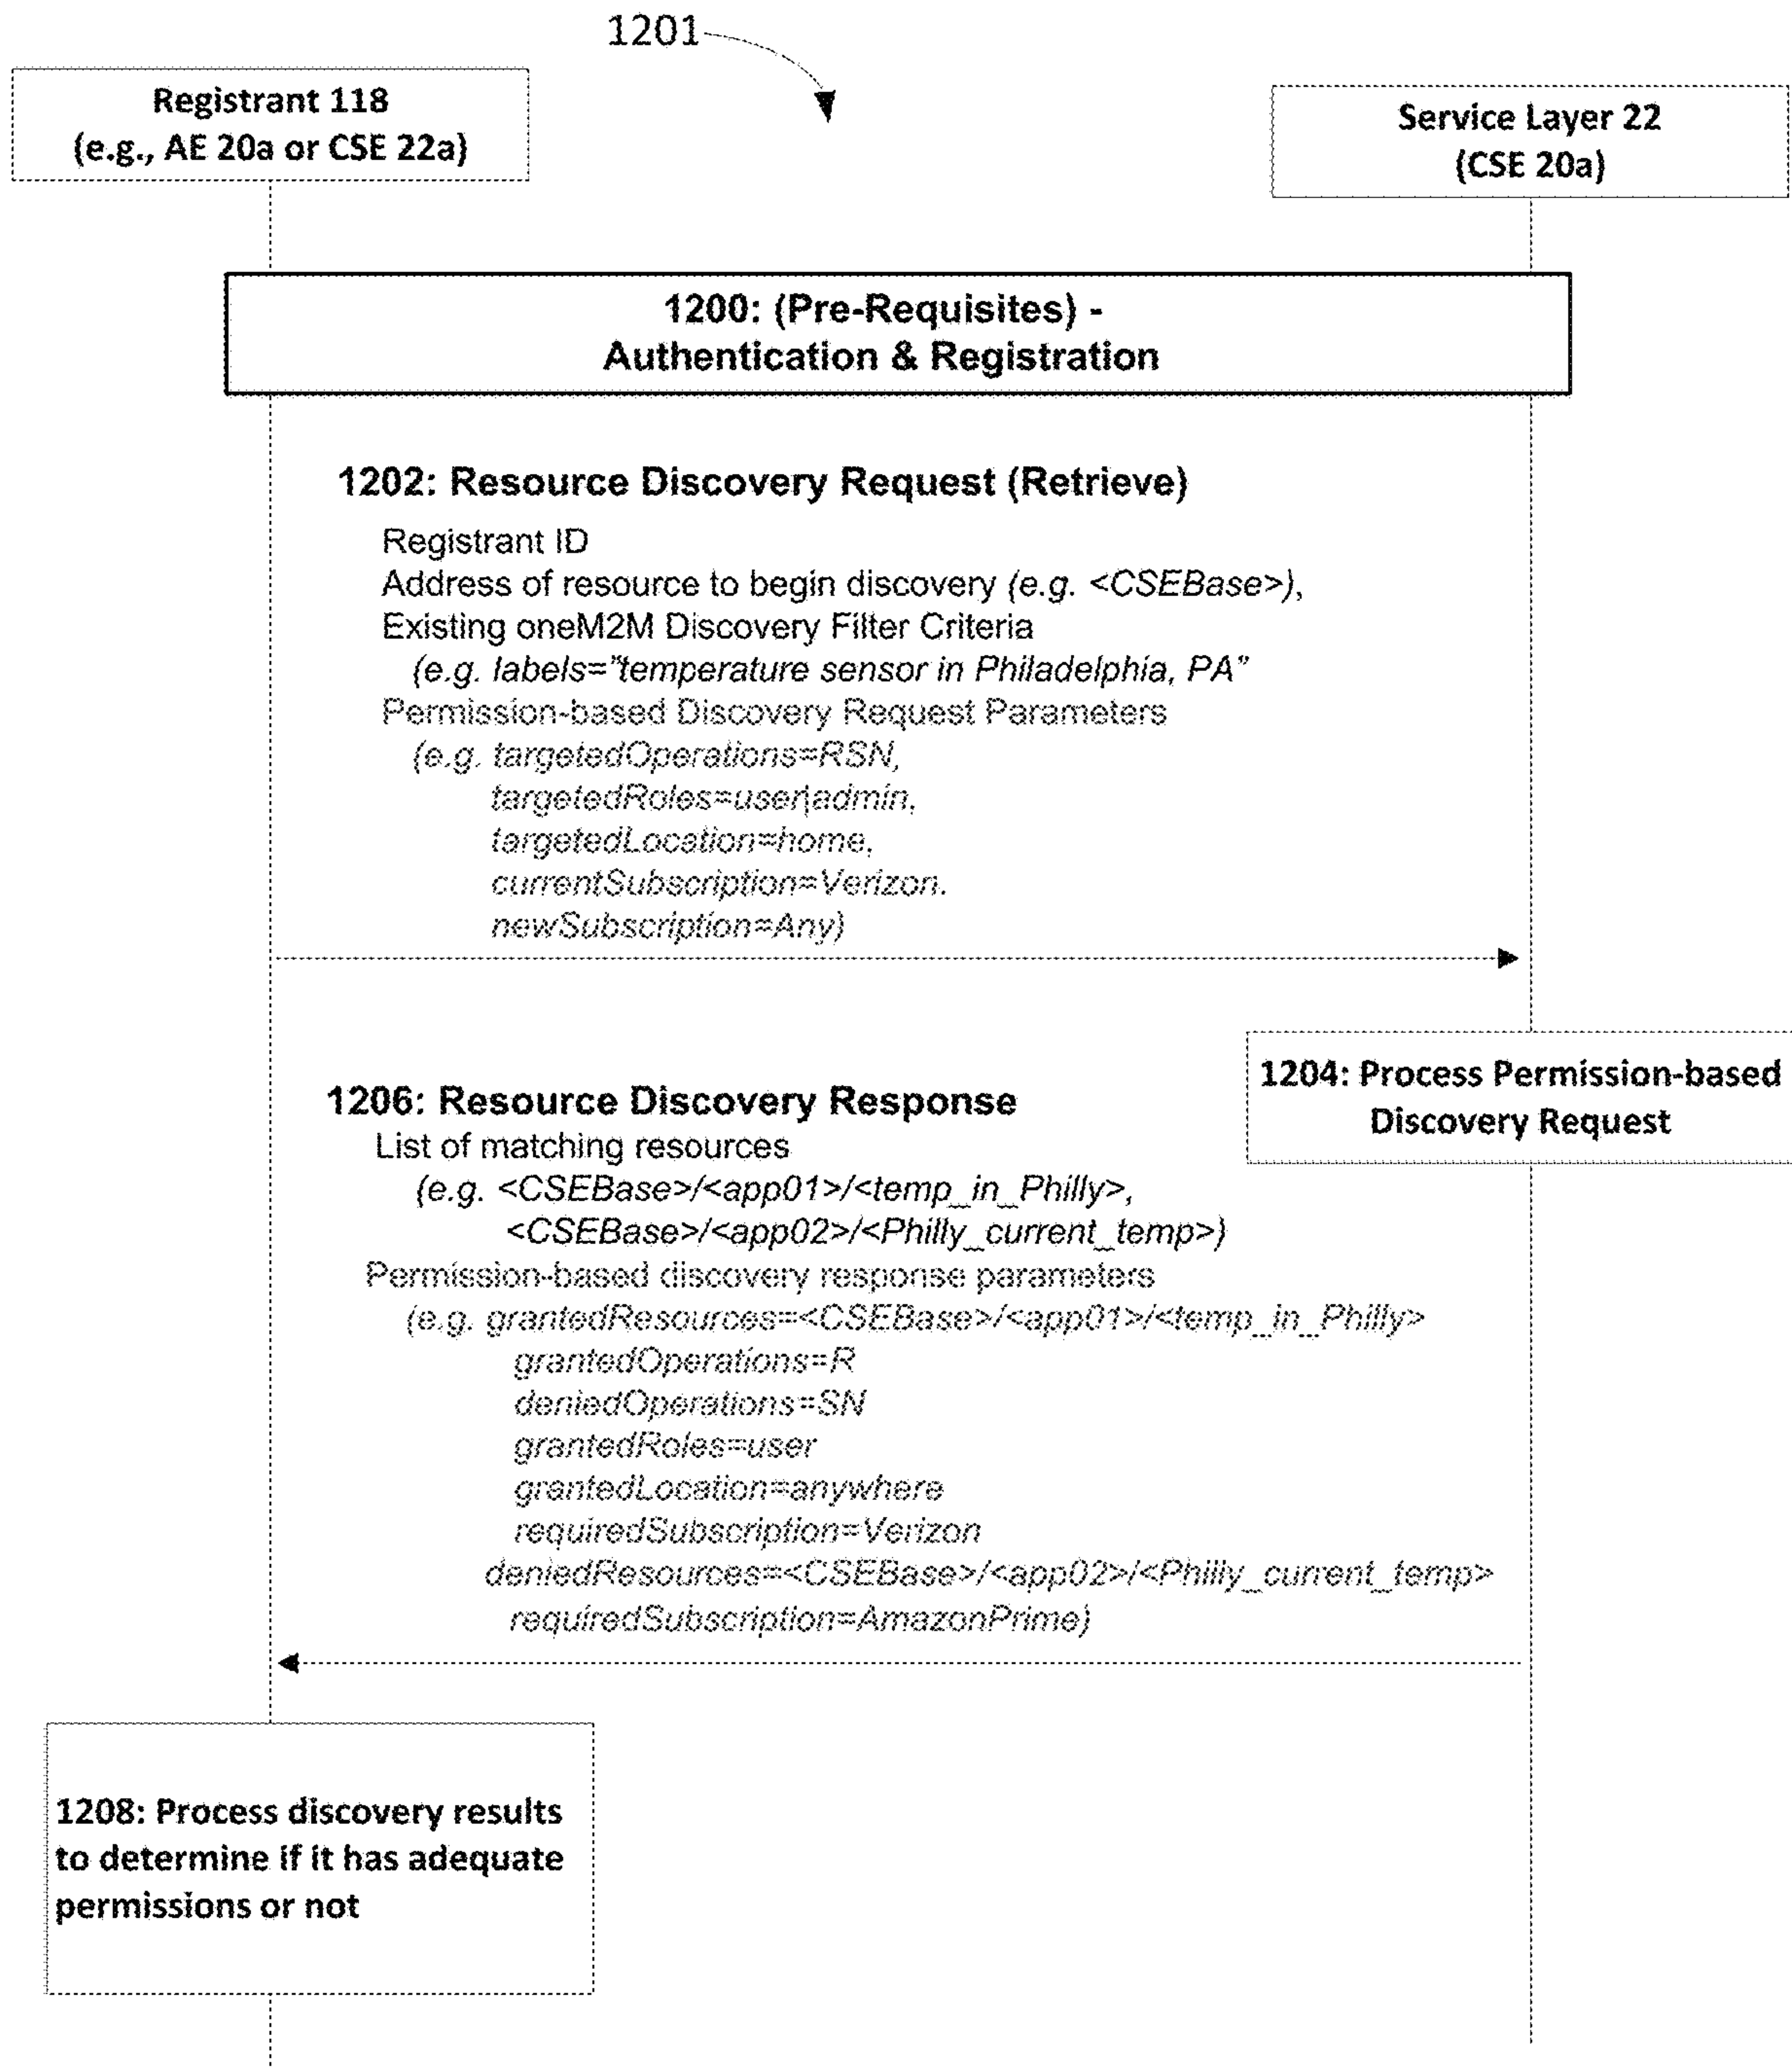 1201
Registrant 118
(e.g., AE 20a or CSE 22a)
Service Layer 22
(CSE 20a)
1200: (Pre-Requisites) -
Authentication & Registration
1202: Resource Discovery Request (Retrieve)
Registrant ID
Address of resource to begin discovery (e.g. <CSEBase>),
Existing oneM2M Discovery Filter Criteria
(e.g. labels="temperature sensor in Philadelphia, PA"
Permission-based Discovery Request Parameters
(e.g. targetedOperations=RSN,
targetedRoles=user|admin,
targetedLocation=home,
currentSubscription=Verizon.
newSubscription=Any)
1204: Process Permission-based
Discovery Request
1206: Resource Discovery Response
List of matching resources
(e.g. <CSEBase>/<app01>/<temp_in_Philly>,
<CSEBase>/<app02>/<Philly_current_temp>)
Permission-based discovery response parameters
(e.g. grantedResources=<CSEBase>/<app01>/<temp_in_Philly>
grantedOperations=R
deniedOperations=SN
grantedRoles=user
grantedLocation=anywhere
requiredSubscription=Verizon
deniedResources=<CSEBase>/<app02>/<Philly_current_temp>
requiredSubscription=AmazonPrime)
1208: Process discovery results
to determine if it has adequate
permissions or not